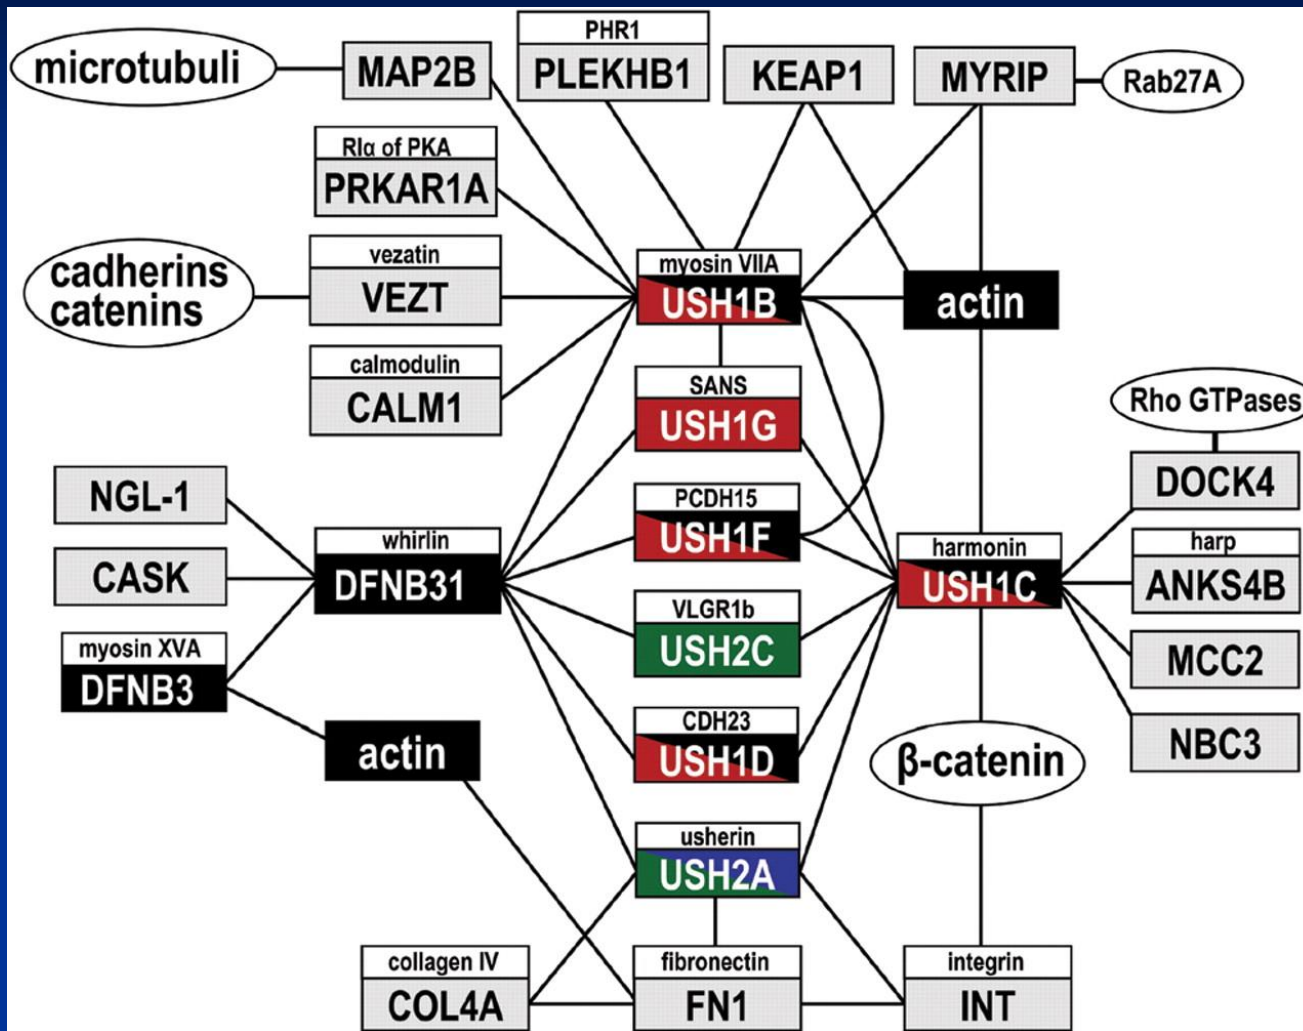 PHR1
microtubuli
MAP2B
PLEKHB1
KEAP1
MYRIP
Rab27A
RIα of PKA
PRKAR1A
vezatin
myosin VIIA
cadherins
catenins
VEZT
USH1B
actin
calmodulin
CALM1
SANS
USH1G
Rho GTPases
DOCK4
NGL-1
PCDH15
USH1F
whirlin
harmonin
harp
CASK
DFNB31
USH1C
ANKS4B
VLGR1b
USH2C
myosin XVA
DFNB3
MCC2
CDH23
USH1D
actin
β-catenin
NBC3
usherin
USH2A
collagen IV
fibronectin
integrin
COL4A
FN1
INT